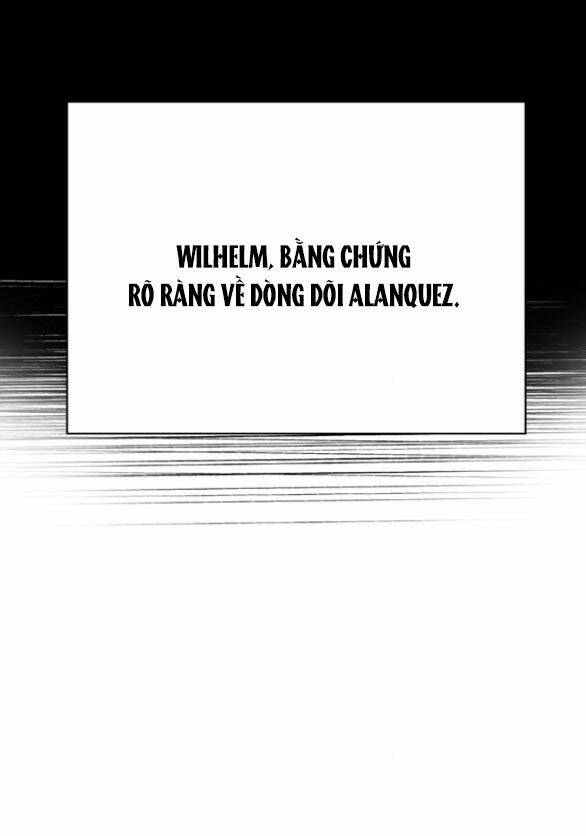 WILHELM, BẰNG CHỨNG
RÕ RÀNG VỀ DÒNG DÕI ALANQUEZ.